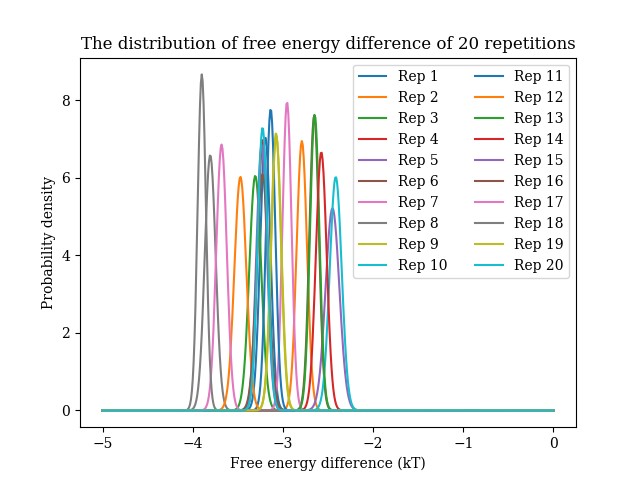 The distribution of free energy difference of 20 repetitions
Rep 1
Rep 2
Rep 3
Rep 4
Rep 5
Rep 6
Rep 7
Rep 8
Rep 9
Rep 10
Rep 11
Rep 12
Rep 13
Rep 14
Rep 15
Rep 16
Rep 17
Rep 18
Rep 19
Rep 20
Probability density
8
6
4
2
0
−5 −4 −3 −2 −1 0
Free energy difference (kT)